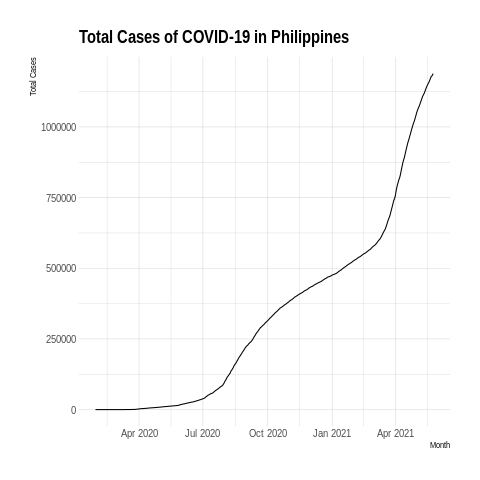 Total Cases of COVID-19 in Philippines
Total Cases
1000000
750000
500000
250000
0
Apr 2020 Jul 2020 Oct 2020 Jan 2021 Apr 2021
Month